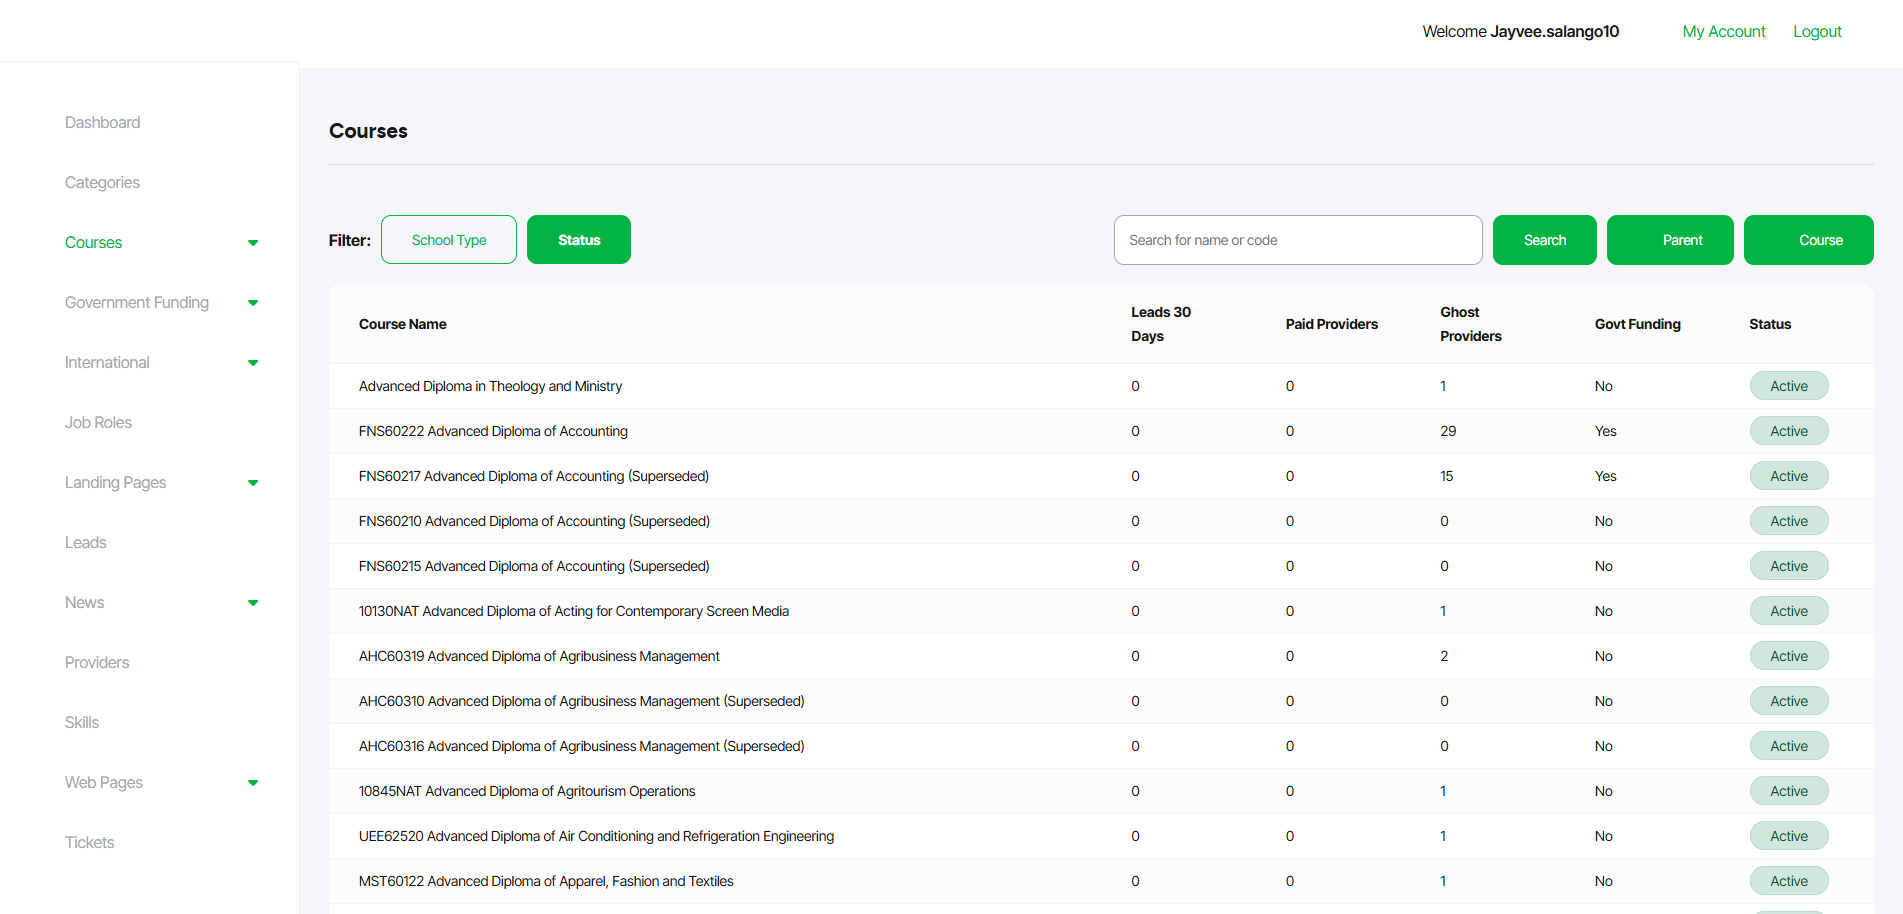 Welcome Jayvee.salango10 My Account Logout
Dashboard
Categories
Courses
Government Funding
International
Job Roles
Landing Pages
Leads
News
Providers
Skills
Web Pages
Tickets
Courses
Filter: School Type Status Search for name or code Search Parent Course
Course Name Leads 30 Days Paid Providers Ghost Providers Govt Funding Status
Advanced Diploma in Theology and Ministry 0 0 1 No Active
FNS60222 Advanced Diploma of Accounting 0 0 29 Yes Active
FNS60217 Advanced Diploma of Accounting (Superseded) 0 0 15 Yes Active
FNS60210 Advanced Diploma of Accounting (Superseded) 0 0 0 No Active
FNS60215 Advanced Diploma of Accounting (Superseded) 0 0 0 No Active
10130NAT Advanced Diploma of Acting for Contemporary Screen Media 0 0 1 No Active
AHC60319 Advanced Diploma of Agribusiness Management 0 0 2 No Active
AHC60310 Advanced Diploma of Agribusiness Management (Superseded) 0 0 0 No Active
AHC60316 Advanced Diploma of Agribusiness Management (Superseded) 0 0 0 No Active
10845NAT Advanced Diploma of Agritourism Operations 0 0 1 No Active
UEE62520 Advanced Diploma of Air Conditioning and Refrigeration Engineering 0 0 1 No Active
MST60122 Advanced Diploma of Apparel, Fashion and Textiles 0 0 1 No Active